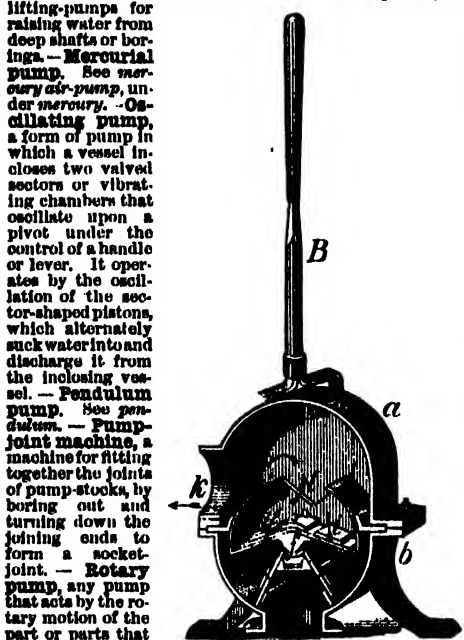 lifting-pumps for
raising water from
deep shafts or bor-
ings. — Mercurial
pump. See mer-
cury air-pump, un-
der mercury. - Os-
cillating pump,
a form of pump in
which a vessel in-
closes two valved
sectors or vibrat-
ing chambers that
oscillate upon a
pivot under the
control of a handle
or lever. It oper-
ates by the oscil-
lation of the sec-
tor-shaped pistons,
which alternately
suck water into and
discharge it from
the inclosing ves-
sel. — Pendulum
pump. See pen-
dulum. — Pump-
joint machine, a
machine for fitting
together the joints
of pump-stocks, by
boring out and
turning down the
joining ends to
form a socket-
joint. — Rotary
pump, any pump
that acts by the ro-
tary motion of the
part or parts that
B
a
k
b